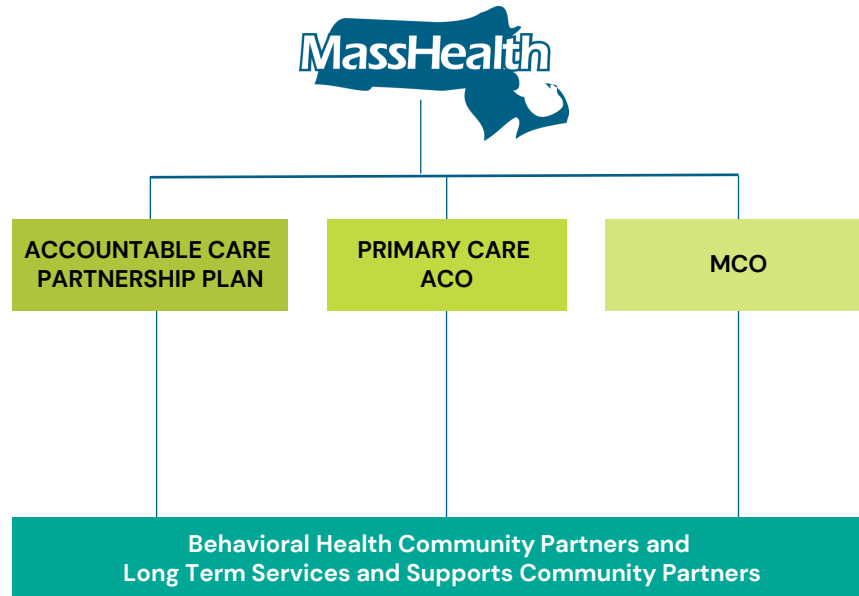 MassHealth
ACCOUNTABLE CARE
PARTNERSHIP PLAN
PRIMARY CARE
ACO
MCO
Behavioral Health Community Partners and
Long Term Services and Supports Community Partners